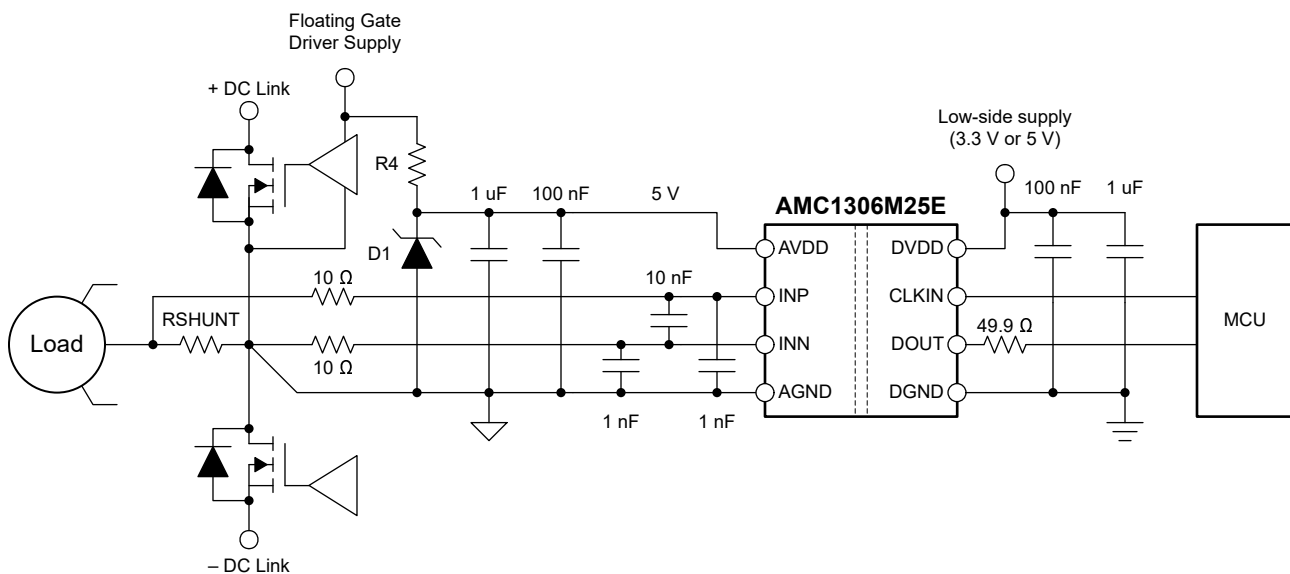 Floating Gate
Driver Supply
+ DC Link
R4
D1
1 uF
100 nF
5 V
10 Ω
10 nF
Load
RSHUNT
10 Ω
1 nF
1 nF
– DC Link
AMC1306M25E
AVDD
INP
INN
AGND
DVDD
CLKIN
DOUT
DGND
Low-side supply
(3.3 V or 5 V)
100 nF
1 uF
49.9 Ω
MCU